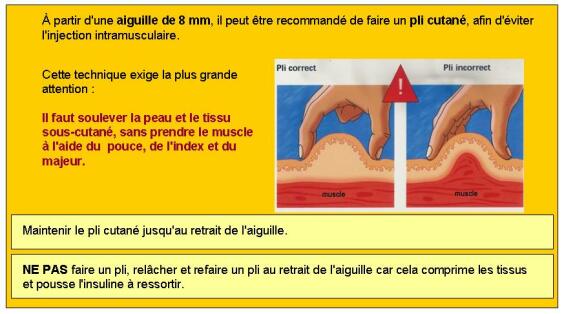 À partir d'une aiguille de 8 mm, il peut être recommandé de faire un pli cutané, afin d'éviter
l'injection intramusculaire.
Cette technique exige la plus grande
attention :
Il faut soulever la peau et le tissu
sous-cutané, sans prendre le muscle
à l'aide du pouce, de l'index et du
majeur.
Pli correct
!
Pli incorrect
muscle
muscle
Maintenir le pli cutané jusqu'au retrait de l'aiguille.
NE PAS faire un pli, relâcher et refaire un pli au retrait de l'aiguille car cela comprime les tissus
et pousse l'insuline à ressortir.